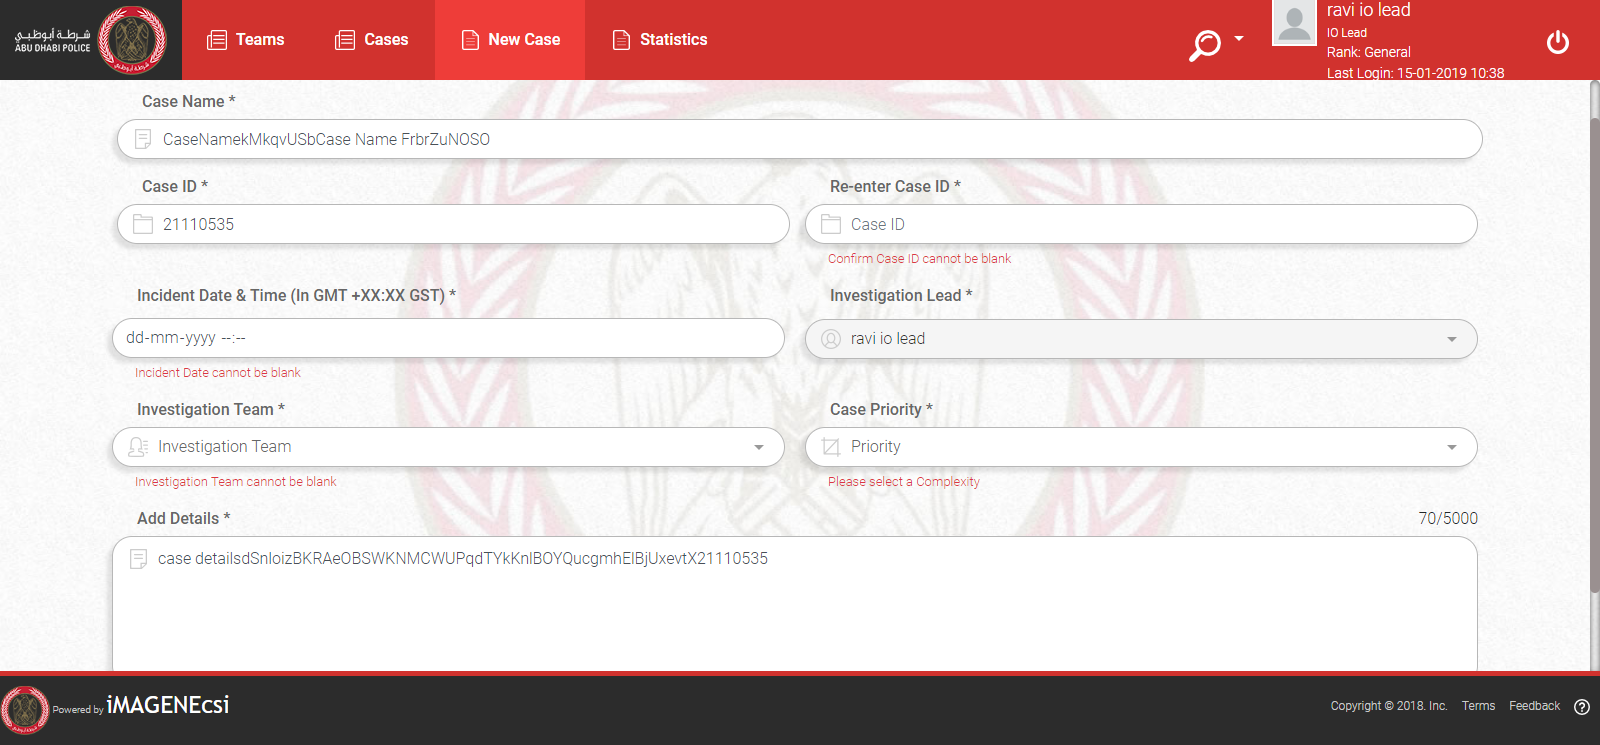 شرطة أبوظبي
ABU DHABI POLICE
Teams
Cases
New Case
Statistics
ravi io lead
IO Lead
Rank: General
Last Login: 15-01-2019 10:38
Case Name *
CaseNamekMkqvUSbCase Name FrbrZuNOSO
Case ID *
Re-enter Case ID *
21110535
Case ID
Confirm Case ID cannot be blank
Incident Date & Time (In GMT +XX:XX GST) *
Investigation Lead *
dd-mm-yyyy --:--
ravi io lead
Incident Date cannot be blank
Investigation Team *
Case Priority *
Investigation Team
Priority
Investigation Team cannot be blank
Please select a Complexity
Add Details *
70/5000
case detailsdSnIoizBKRAeOBSWKNMCWUPqdTYkKnlBOYQucgmhElBjUxevtX21110535
Powered by iMAGENEcsi
Copyright © 2018. Inc.
Terms
Feedback